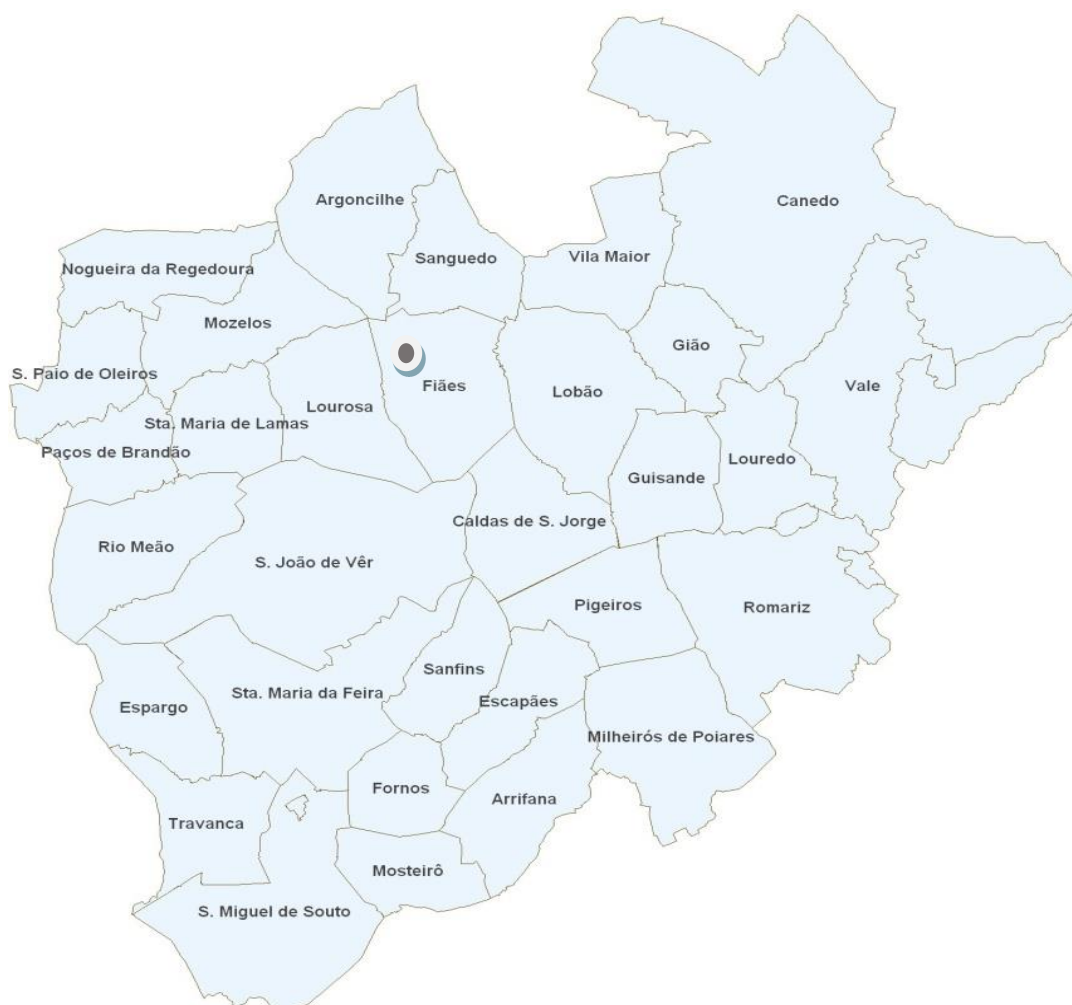 Canedo
Argoncilhe
Sanguedo
Vila Maior
Nogueira da Regedoura
Mozelos
Gião
S. Paio de Oleiros
Fiães
Vale
Lobão
Lourosa
Sta. Maria de Lamas
Paços de Brandão
Louredo
Guisande
Caldas de S. Jorge
Rio Meão
S. João de Vêr
Pigeiros
Romariz
Sanfins
Sta. Maria da Feira
Escapães
Espargo
Milheirós de Poiares
Fornos
Arrifana
Travanca
Mosteirô
S. Miguel de Souto